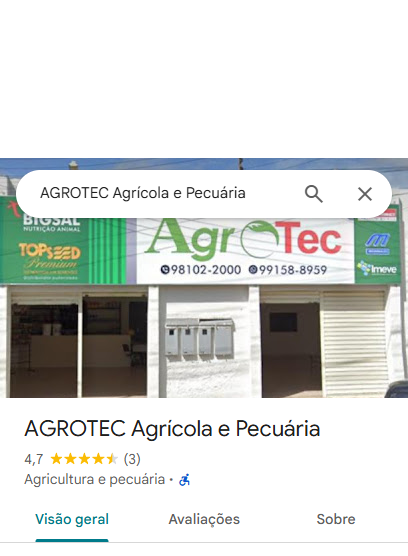 AGROTEC Agrícola e Pecuária
BIGSAL
NUTRIÇÃO ANIMAL
TOPSEED
Premium
AgroTec
98102-2000 99158-8959
Imeve
AGROTEC Agrícola e Pecuária
4,7 (3)
Agricultura e pecuária ·
Visão geral Avaliações Sobre